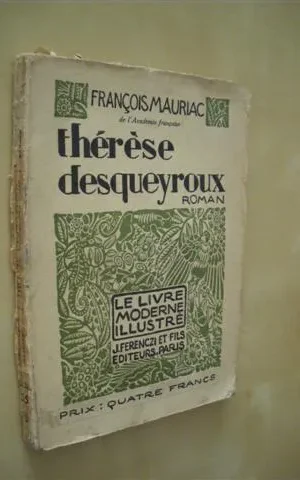 FRANÇOIS MAURIAC
de l'Académie française
thérèse
desqueyroux
ROMAN
LE LIVRE
MODERNE
ILLUSTRÉ
J. FERENCZI ET FILS
ÉDITEURS. PARIS
PRIX : QUATRE FRANCS